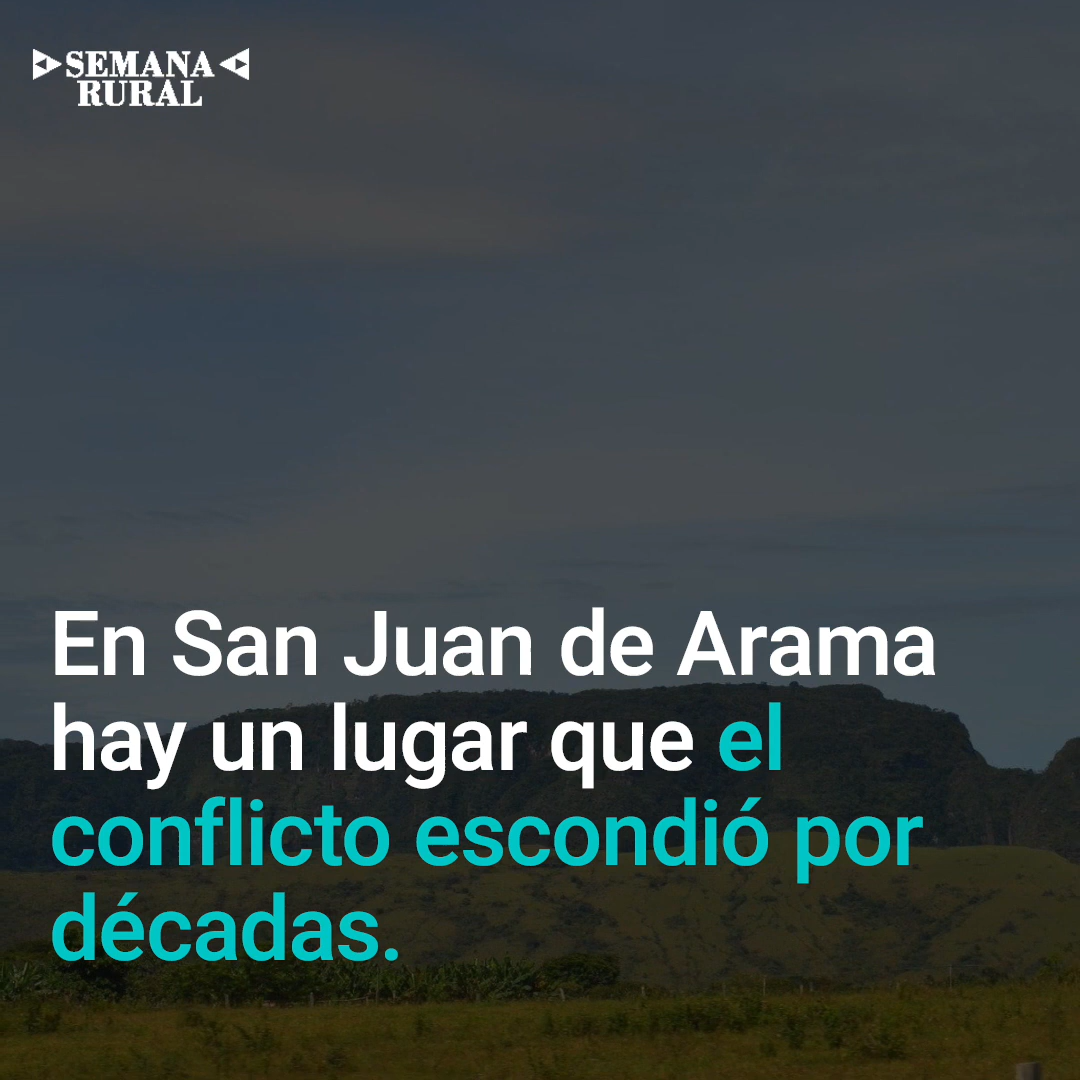 SEMANA
RURAL
En San Juan de Arama
hay un lugar que el
conflicto escondió por
décadas.